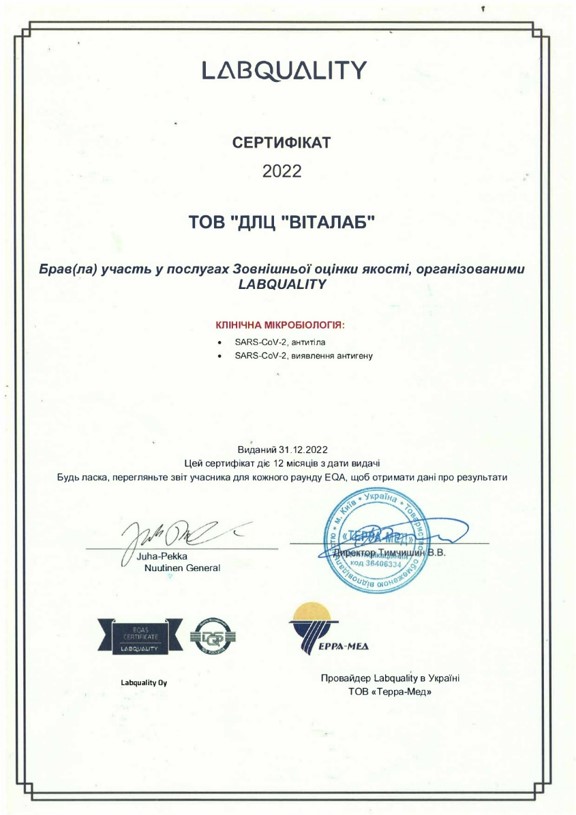 LABQUALITY
СЕРТИФІКАТ
2022
ТОВ "ДЛЦ "ВІТАЛАБ"
Брав(ла) участь у послугах Зовнішньої оцінки якості, організованими
LABQUALITY
КЛІНІЧНА МІКРОБІОЛОГІЯ:
• SARS-CoV-2, антитіла
• SARS-CoV-2, виявлення антигену
Виданий 31.12.2022
Цей сертифікат діє 12 місяців з дати видачі
Будь ласка, перегляньте звіт учасника для кожного раунду EQA, щоб отримати дані про результати
м. Київ • Україна •
«ТЕРРА-МЕД»
код 36406334
Juha-Pekka
Nuutinen General
Директор Тимчишин В.В.
EQAS
CERTIFICATE
LABQUALITY
ЕРРА-МЕД
Labquality Oy
Провайдер Labquality в Україні
ТОВ «Терра-Мед»